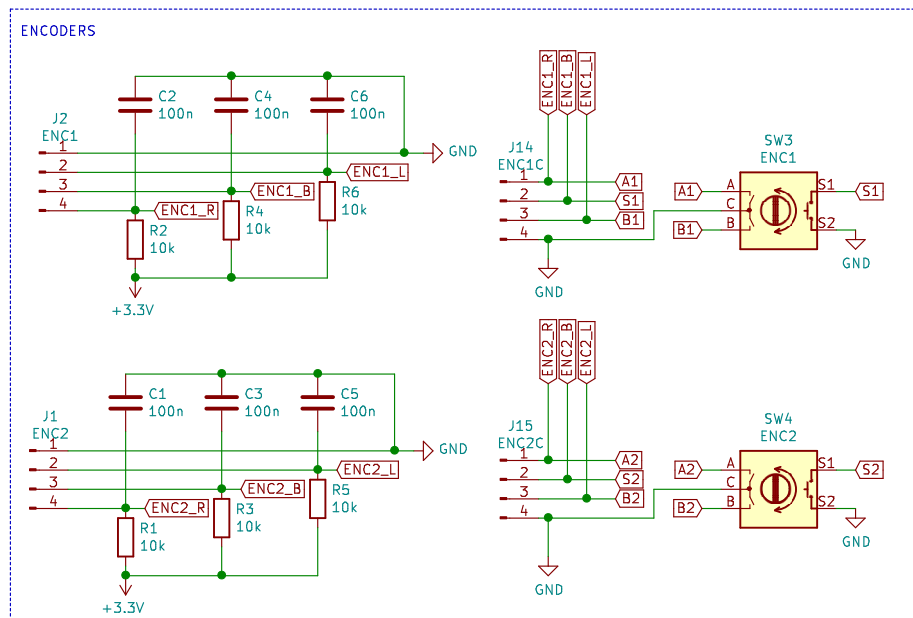 ENCODERS
C2
100n
C4
100n
C6
100n
J2
ENC1
1
2
3
4
GND
ENC1_L
ENC1_B
ENC1_R
R6
10k
R4
10k
R2
10k
+3.3V
ENC1_R
ENC1_B
ENC1_L
J14
ENC1C
1
2
3
4
A1
S1
B1
GND
SW3
ENC1
A1
B1
A
C
B
S1
S2
S1
GND
C1
100n
C3
100n
C5
100n
J1
ENC2
1
2
3
4
GND
ENC2_L
ENC2_B
ENC2_R
R5
10k
R3
10k
R1
10k
+3.3V
ENC2_R
ENC2_B
ENC2_L
J15
ENC2C
1
2
3
4
A2
S2
B2
GND
SW4
ENC2
A2
B2
A
C
B
S1
S2
S2
GND